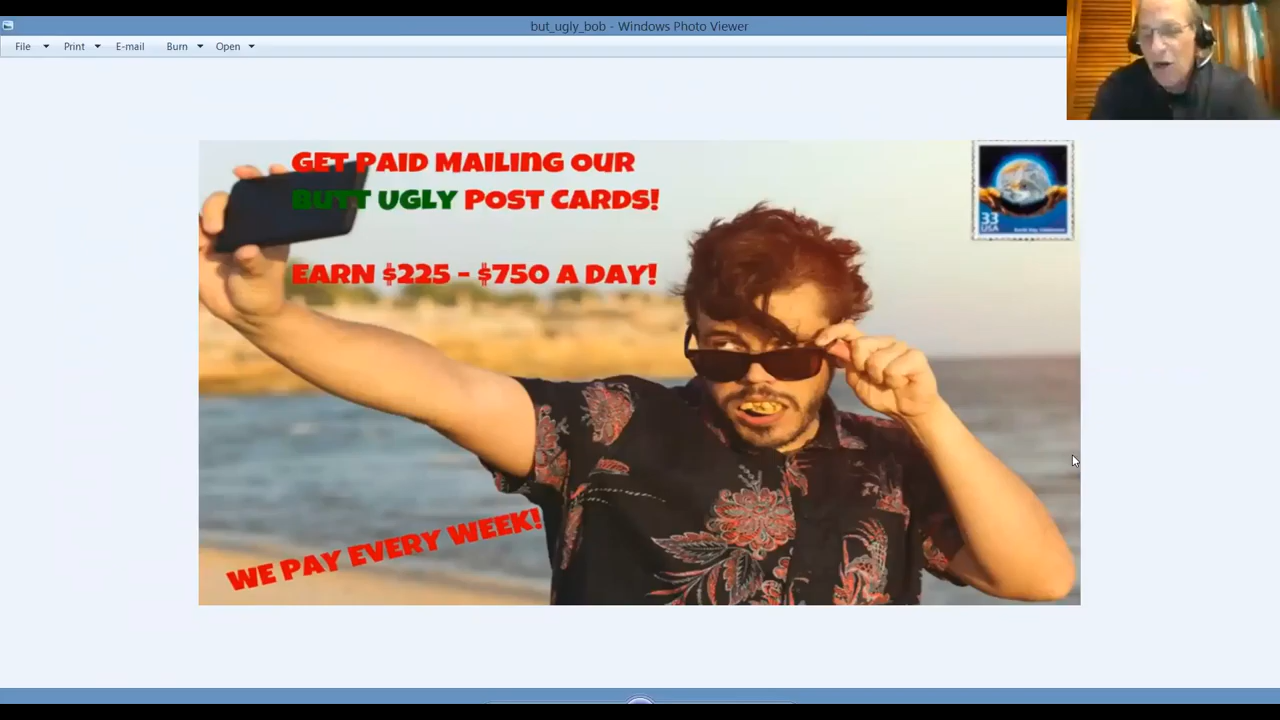 but_ugly_bob - Windows Photo Viewer
File Print E-mail Burn Open
GET PAID MAILING OUR
BUTT UGLY POST CARDS!
EARN $225 - $750 A DAY!
33
USA
WE PAY EVERY WEEK!